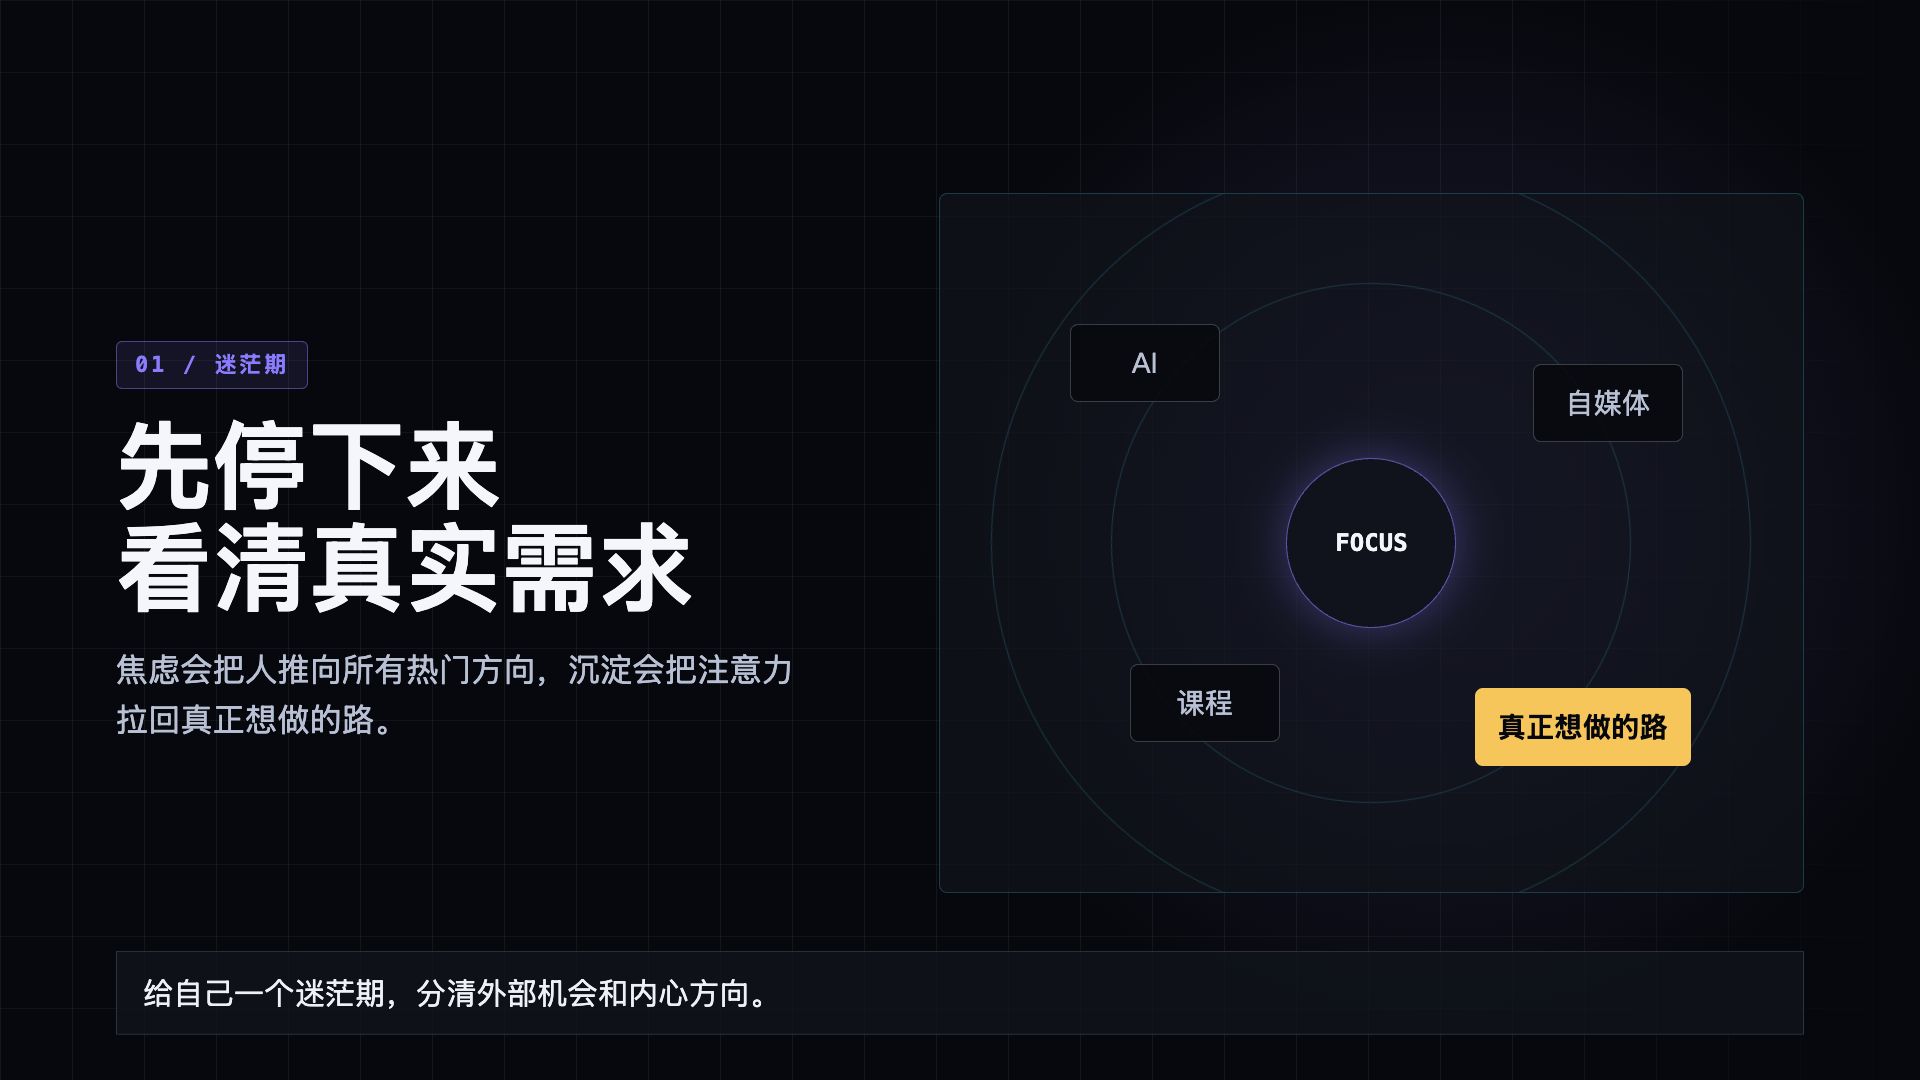 01 / 迷茫期
先停下来
看清真实需求
焦虑会把人推向所有热门方向，沉淀会把注意力
拉回真正想做的路。
AI
自媒体
FOCUS
课程
真正想做的路
给自己一个迷茫期，分清外部机会和内心方向。